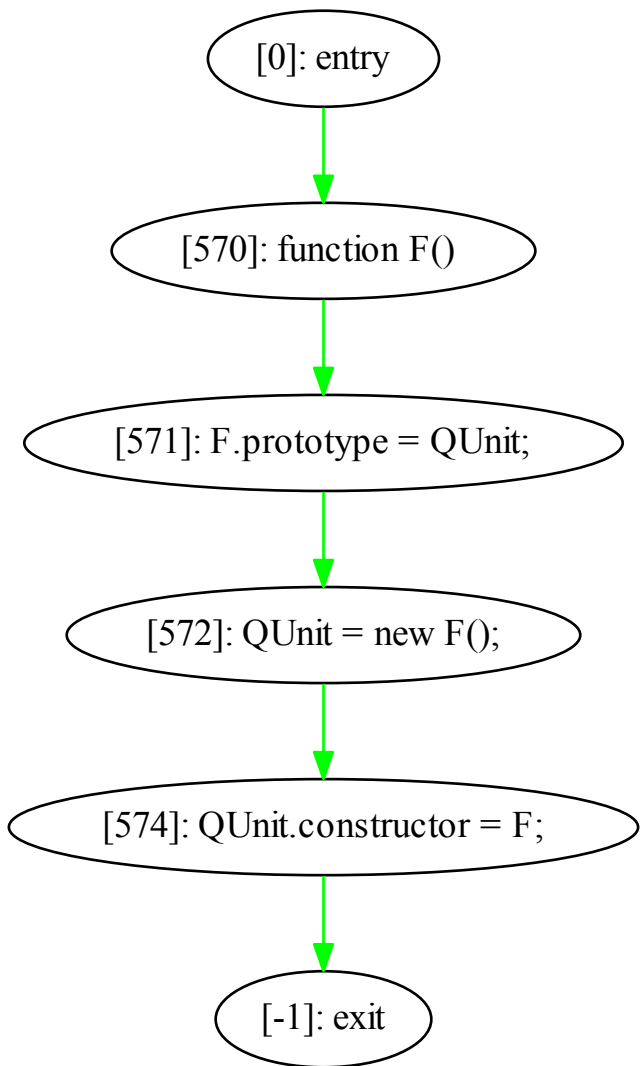 [0]: entry
[570]: function F()
[571]: F.prototype = QUnit;
[572]: QUnit = new F();
[574]: QUnit.constructor = F;
[-1]: exit